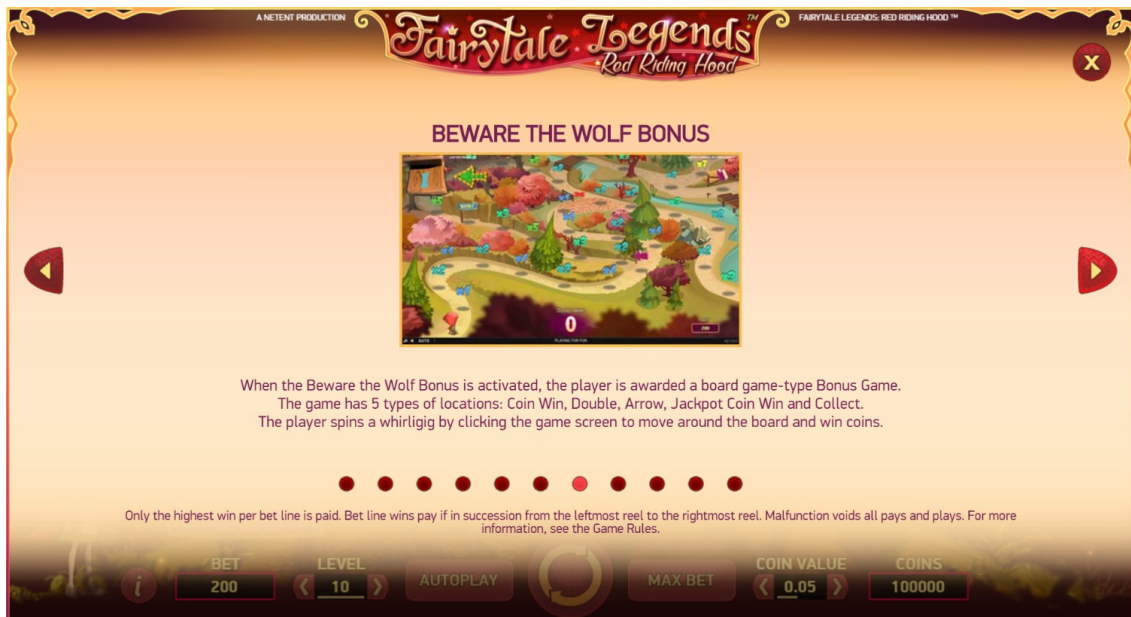 A NETENT PRODUCTION
Fairytale Legends™
Red Riding Hood
FAIRYTALE LEGENDS: RED RIDING HOOD ™
X
BEWARE THE WOLF BONUS
0
200
AUTO
PLAYING FOR FUN
When the Beware the Wolf Bonus is activated, the player is awarded a board game-type Bonus Game.
The game has 5 types of locations: Coin Win, Double, Arrow, Jackpot Coin Win and Collect.
The player spins a whirligig by clicking the game screen to move around the board and win coins.
Only the highest win per bet line is paid. Bet line wins pay if in succession from the leftmost reel to the rightmost reel. Malfunction voids all pays and plays. For more
information, see the Game Rules.
i
BET
200
LEVEL
10
AUTOPLAY
MAX BET
COIN VALUE
0.05
COINS
100000